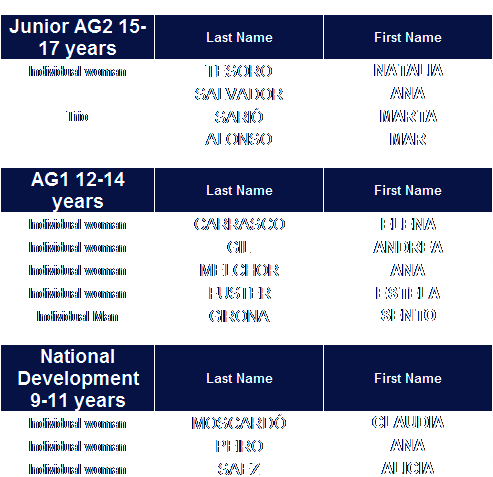 Junior AG2 15-17 years Last Name First Name
Individual woman TESORO NATALIA
SALVADOR ANA
Trio SARIÓ MARTA
ALONSO MAR
AG1 12-14 years Last Name First Name
Individual woman CARRASCO ELENA
Individual woman GIL ANDREA
Individual woman MELCHOR ANA
Individual woman FUSTER ESTELA
Individual Man GIRONA SENTO
National Development 9-11 years Last Name First Name
Individual woman MOSCARDÓ CLAUDIA
Individual woman PEIRO ANA
Individual woman SAEZ ALICIA